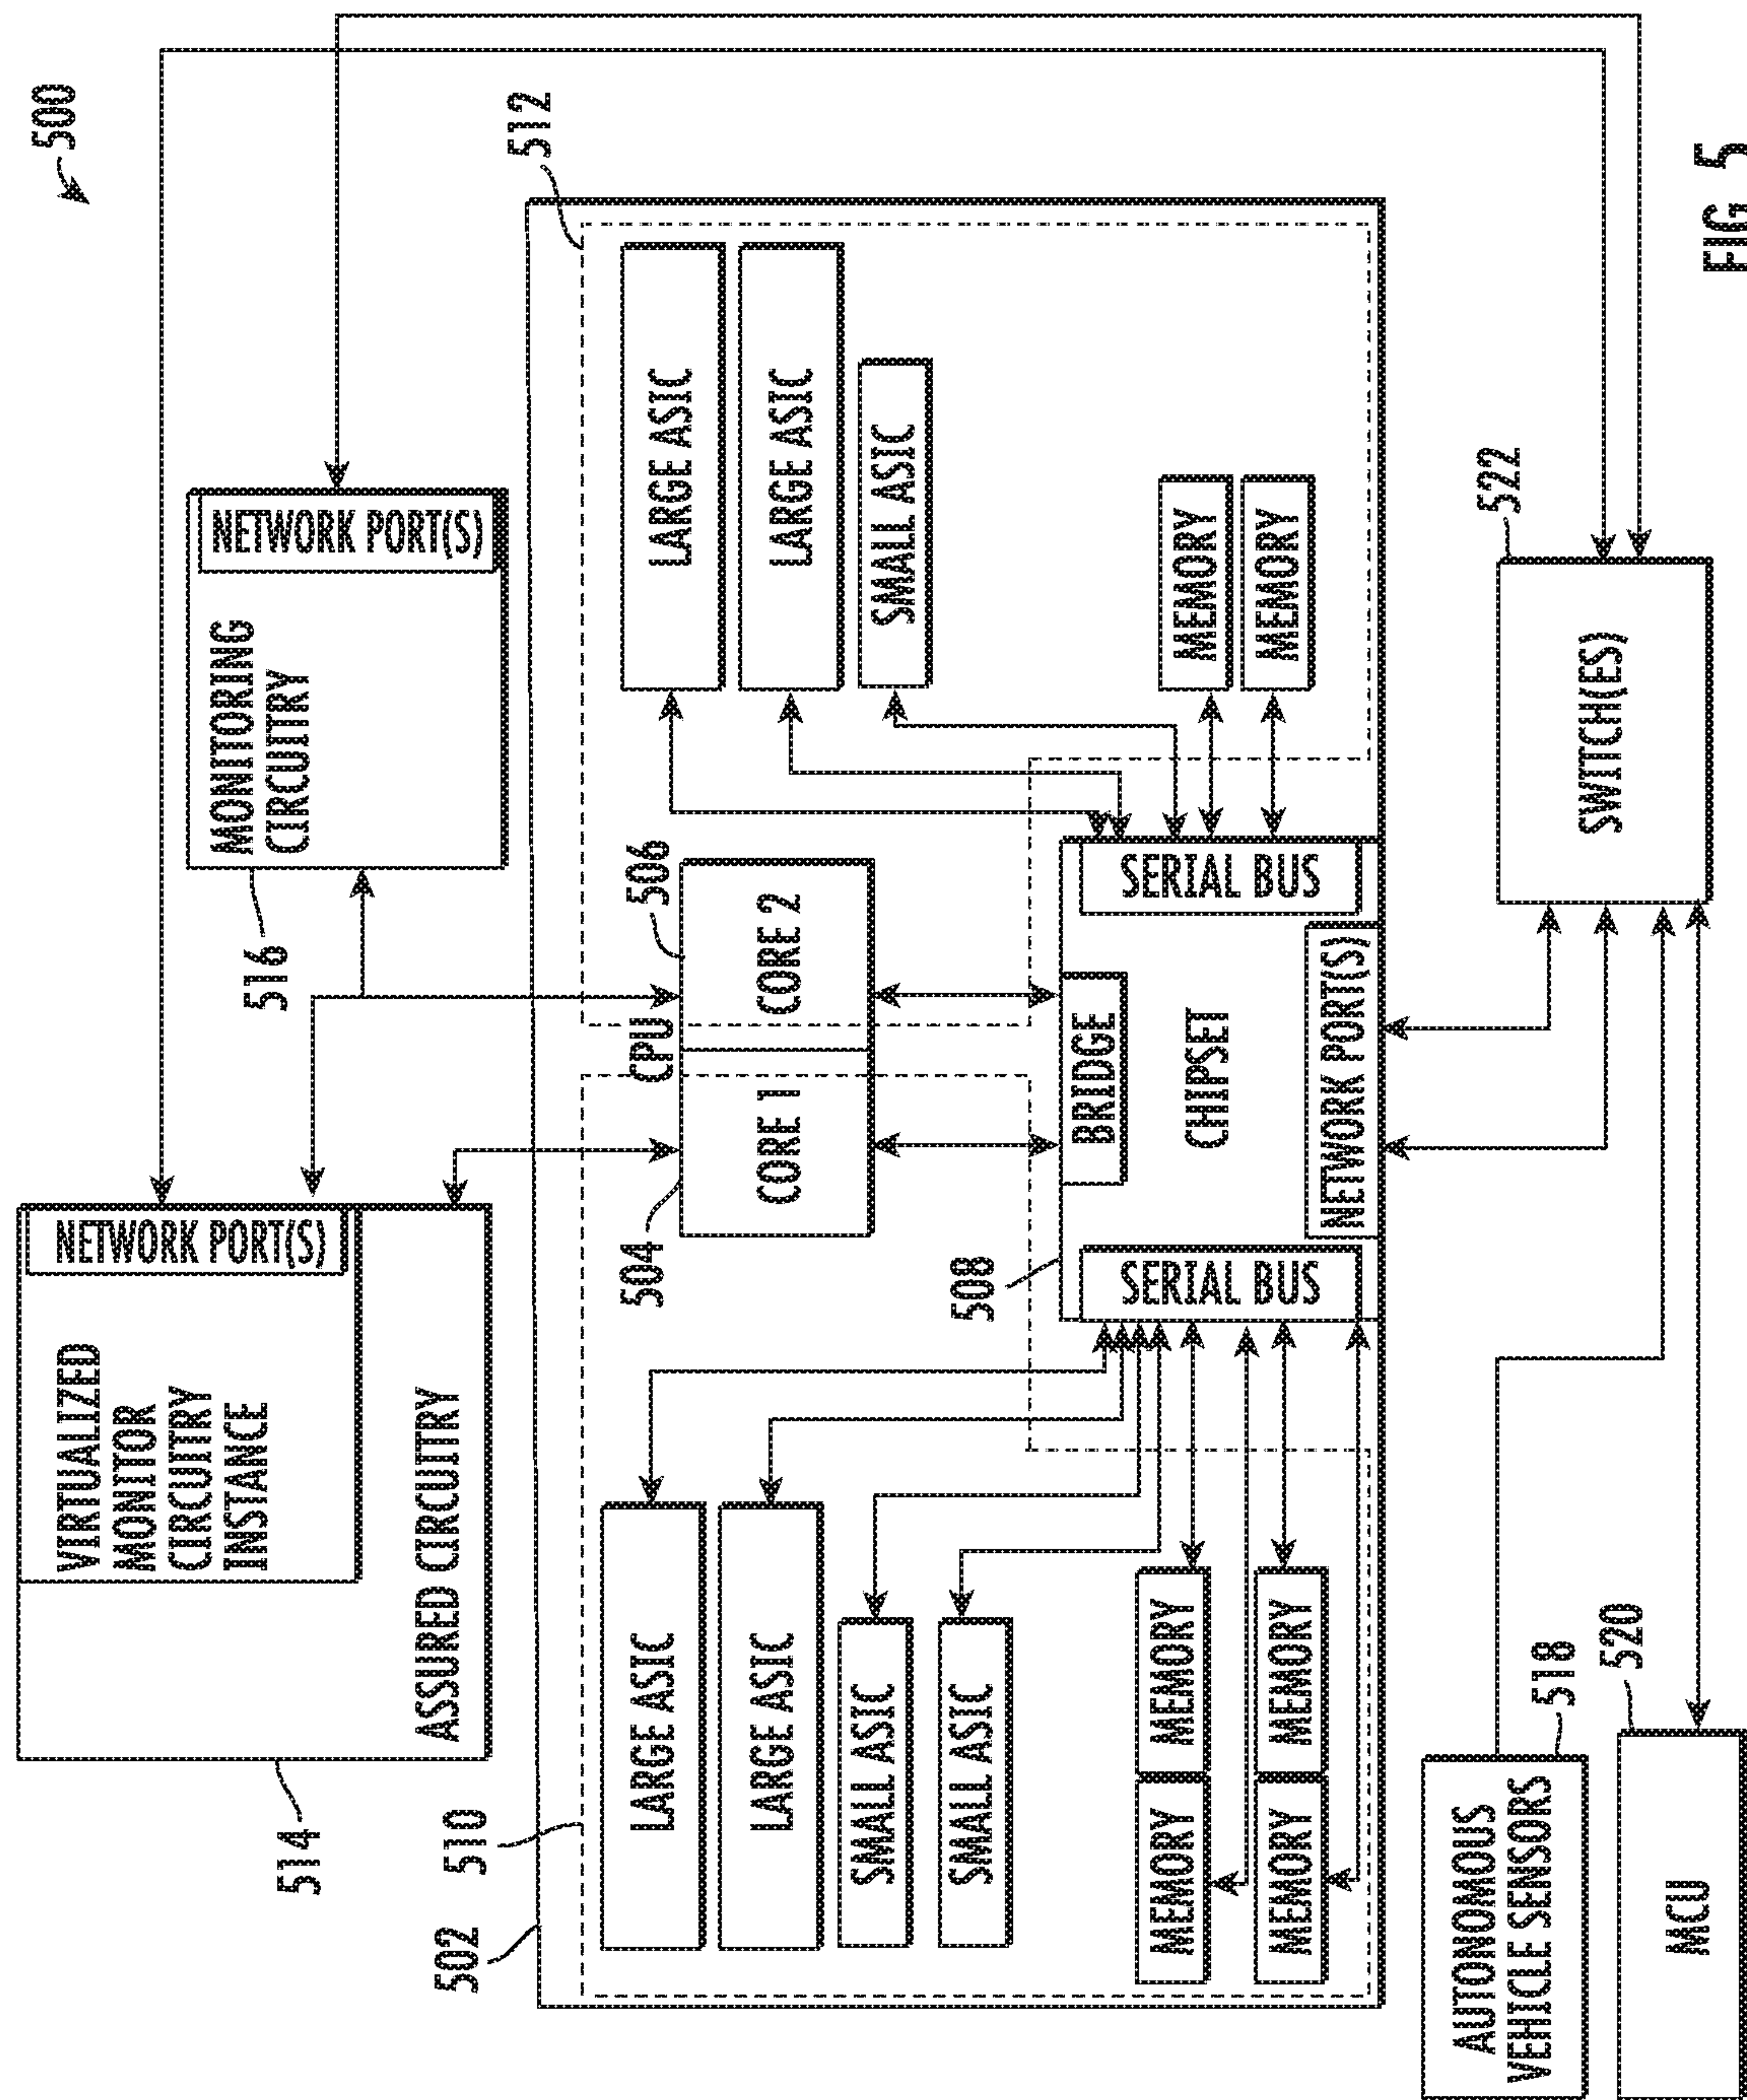 500
VIRTUALIZED
MONITOR
CIRCUITRY
INSTANCE
NETWORK PORT(S)
ASSURED CIRCUITRY
514
MONITORING
CIRCUITRY
NETWORK PORT(S)
516
502
510
512
CPU
504
506
CORE 1
CORE 2
LARGE ASIC
LARGE ASIC
SMALL ASIC
SMALL ASIC
MEMORY
MEMORY
MEMORY
MEMORY
LARGE ASIC
LARGE ASIC
SMALL ASIC
MEMORY
MEMORY
508
BRIDGE
SERIAL BUS
CHIPSET
SERIAL BUS
NETWORK PORT(S)
AUTONOMOUS
VEHICLE SENSORS
518
520
MCU
522
SWITCH(ES)
FIG. 5